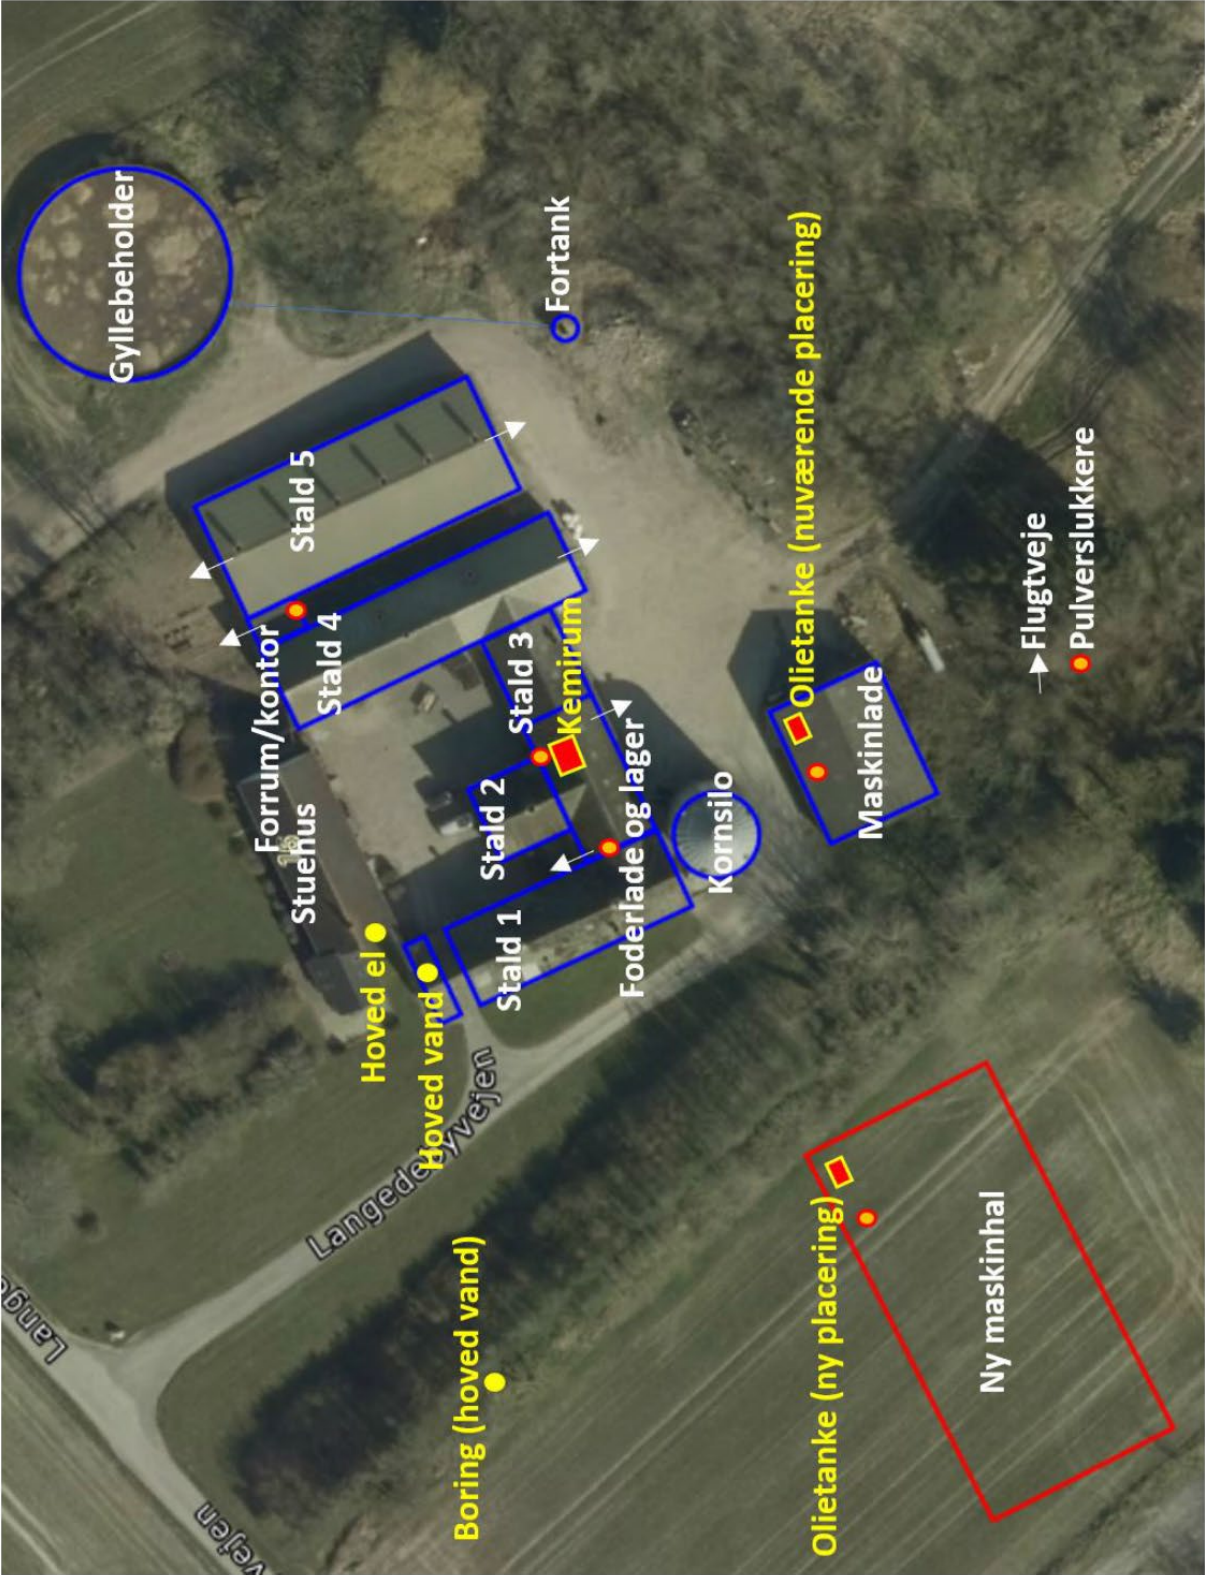 Gyllebeholder
Fortank
Stald 5
Forrum/kontor
Stald 4
Stuehus
Stald 3
Kemirum
Stald 2
Stald 1
Foderlade og lager
Kornsilo
Olietanke (nuværende placering)
Maskinlade
Flugtveje
Pulverslukkere
Hoved el
Hoved vand
Langedebyvejen
Boring (hoved vand)
Olietanke (ny placering)
Ny maskinhal
Lange
vejen